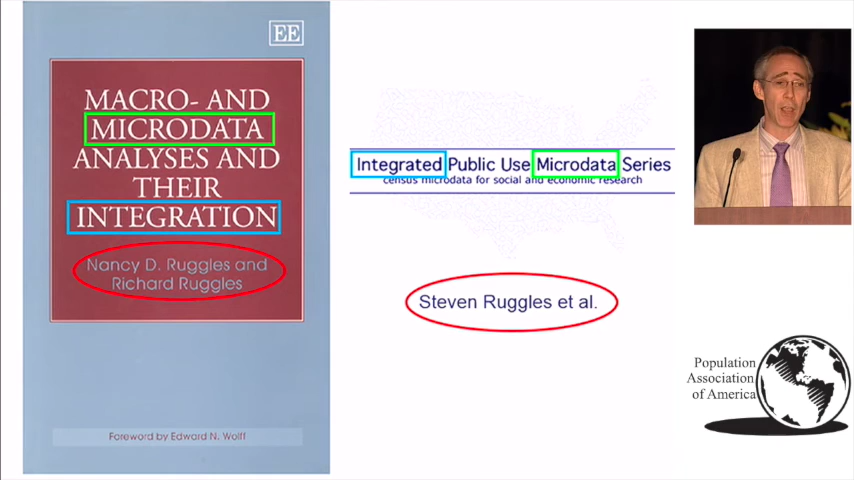 EE
MACRO- AND
MICRODATA
ANALYSES AND
THEIR
INTEGRATION
Nancy D. Ruggles and
Richard Ruggles
Foreword by Edward N. Wolff
Integrated Public Use Microdata Series
census microdata for social and economic research
Steven Ruggles et al.
Population
Association
of America